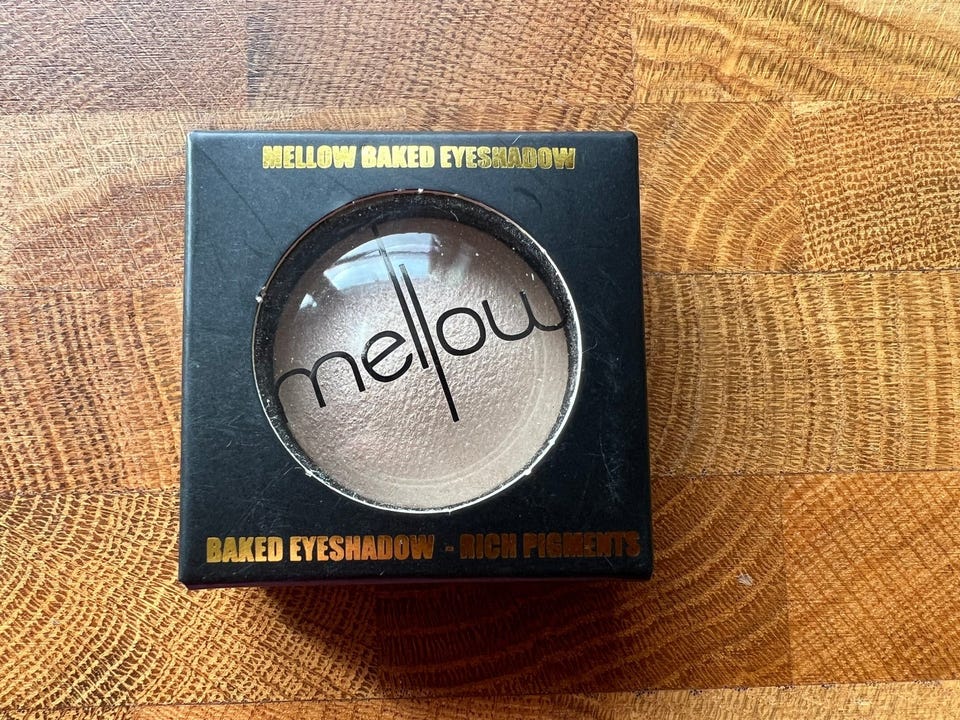 MELLOW BAKED EYESHADOW
mellow
BAKED EYESHADOW - RICH PIGMENTS